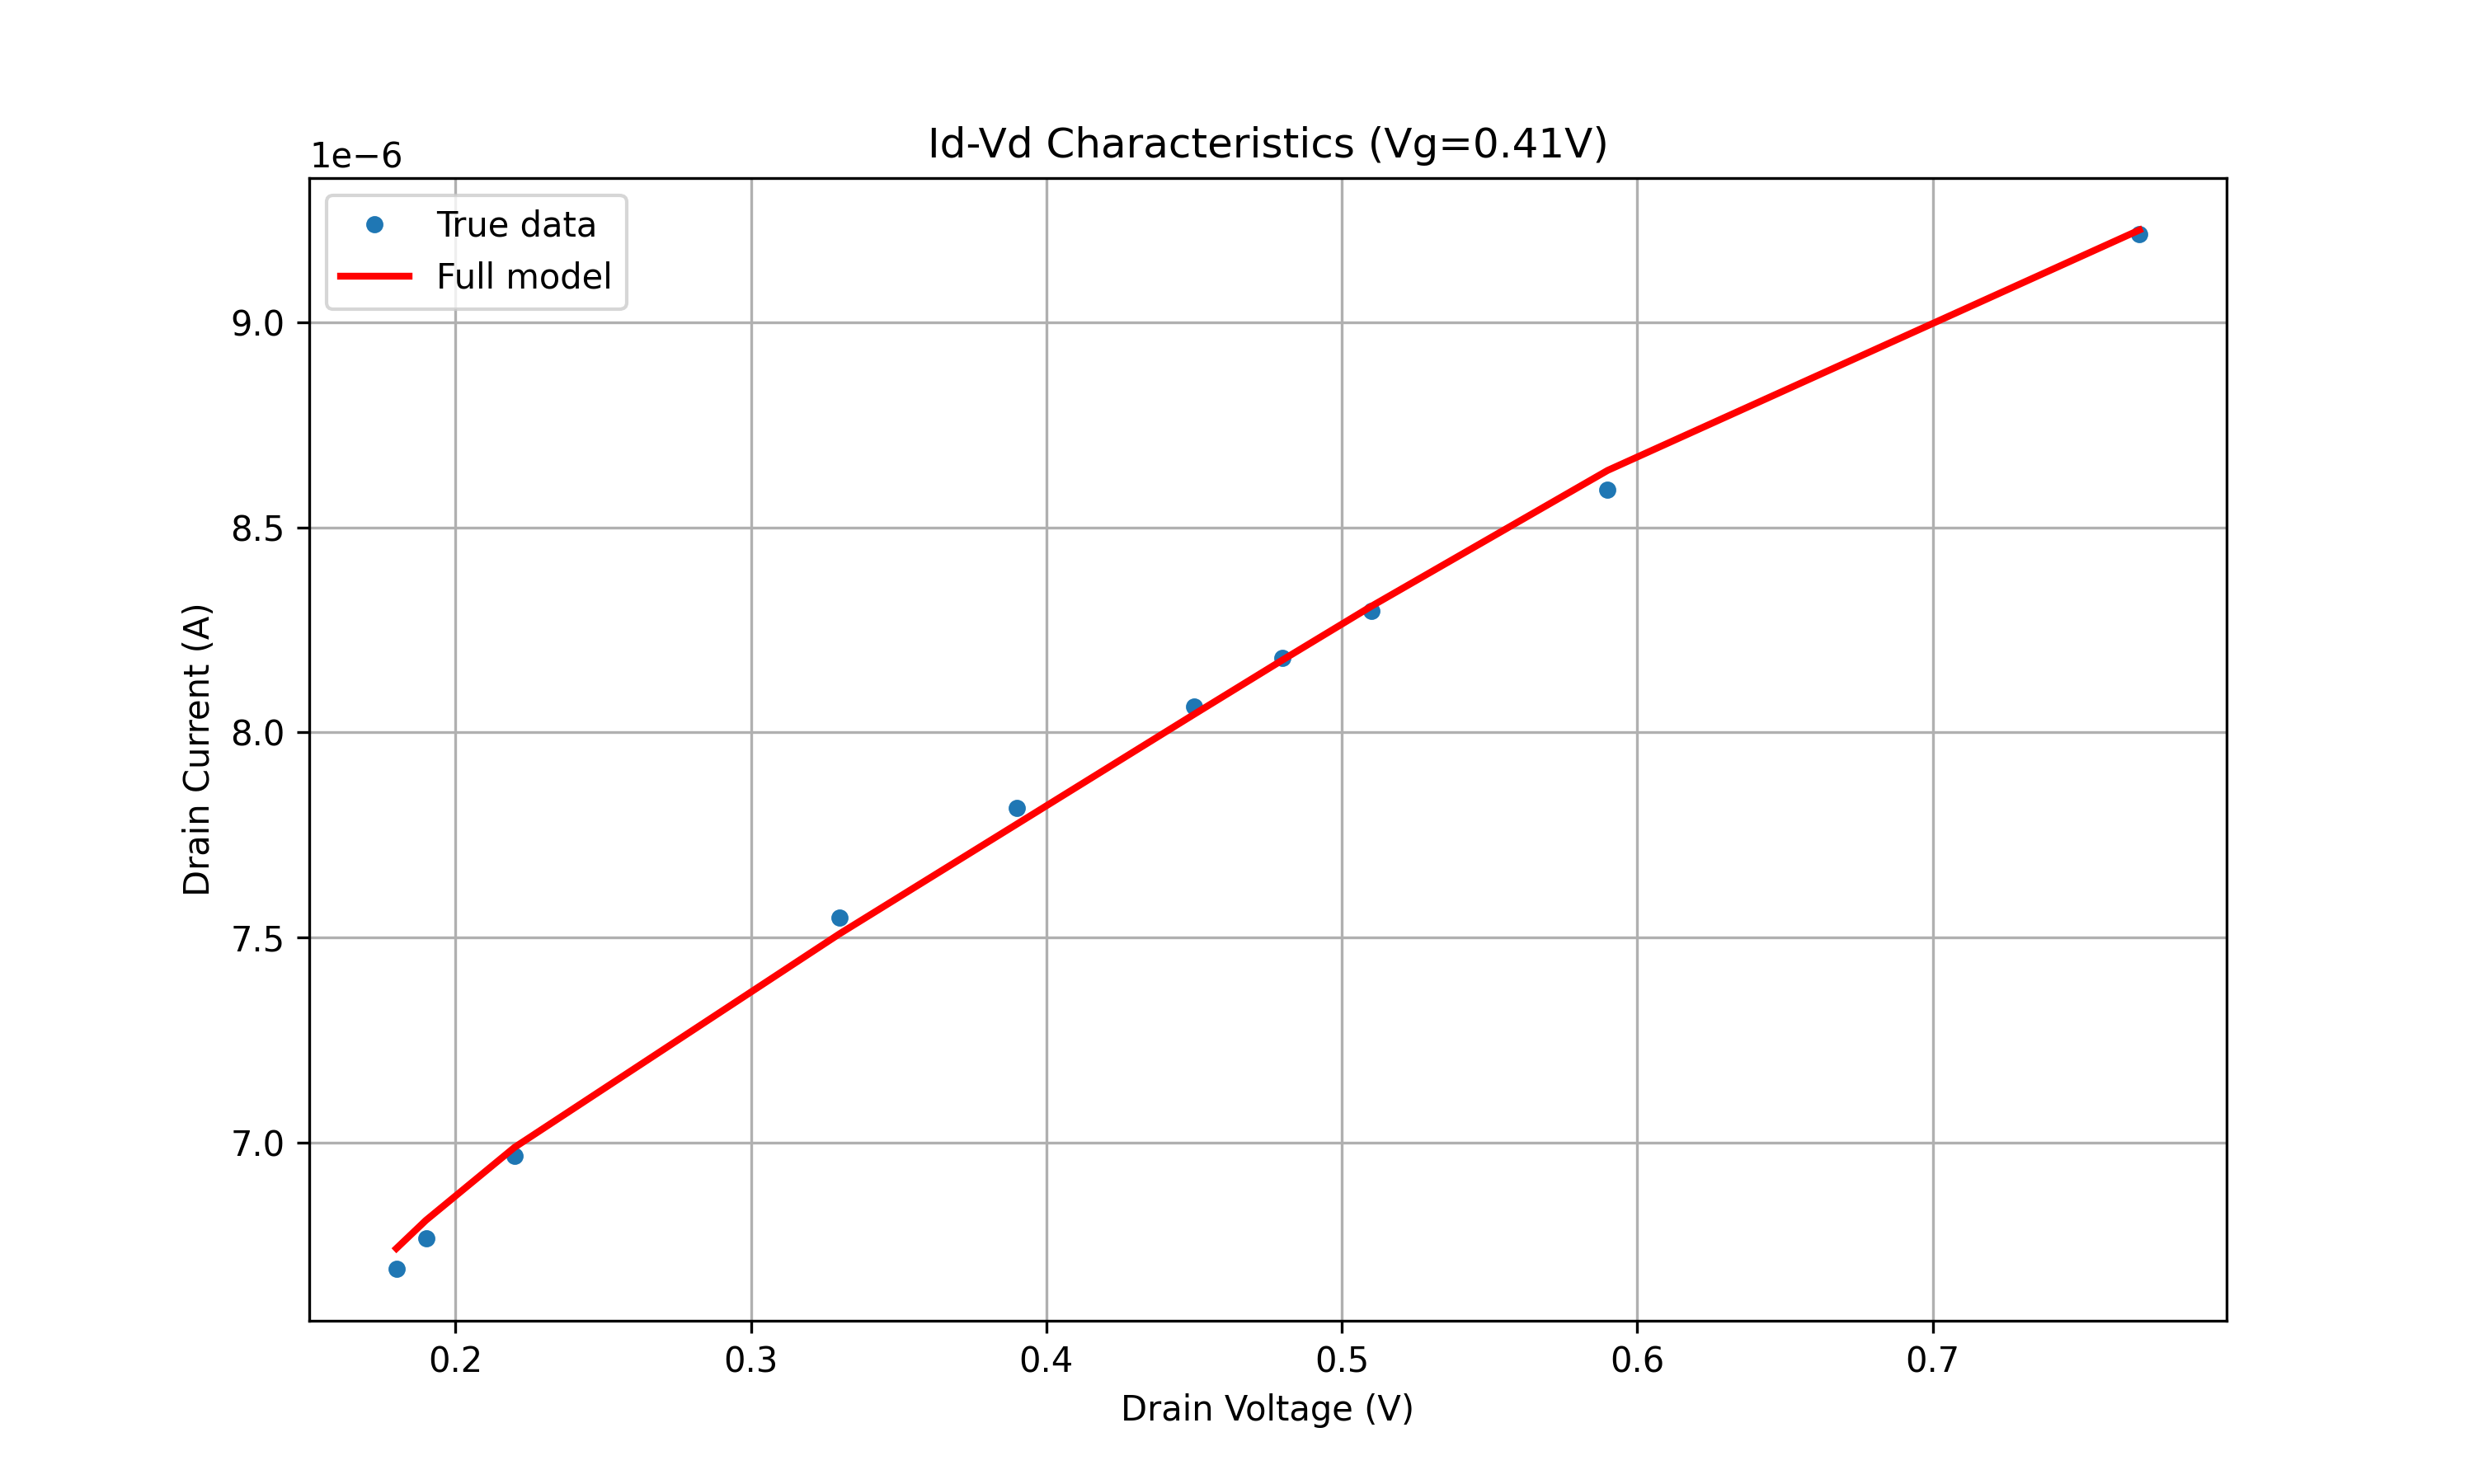 Id-Vd Characteristics (Vg=0.41V)
1e−6
True data
Full model
9.0
8.5
8.0
7.5
7.0
Drain Current (A)
0.2 0.3 0.4 0.5 0.6 0.7
Drain Voltage (V)